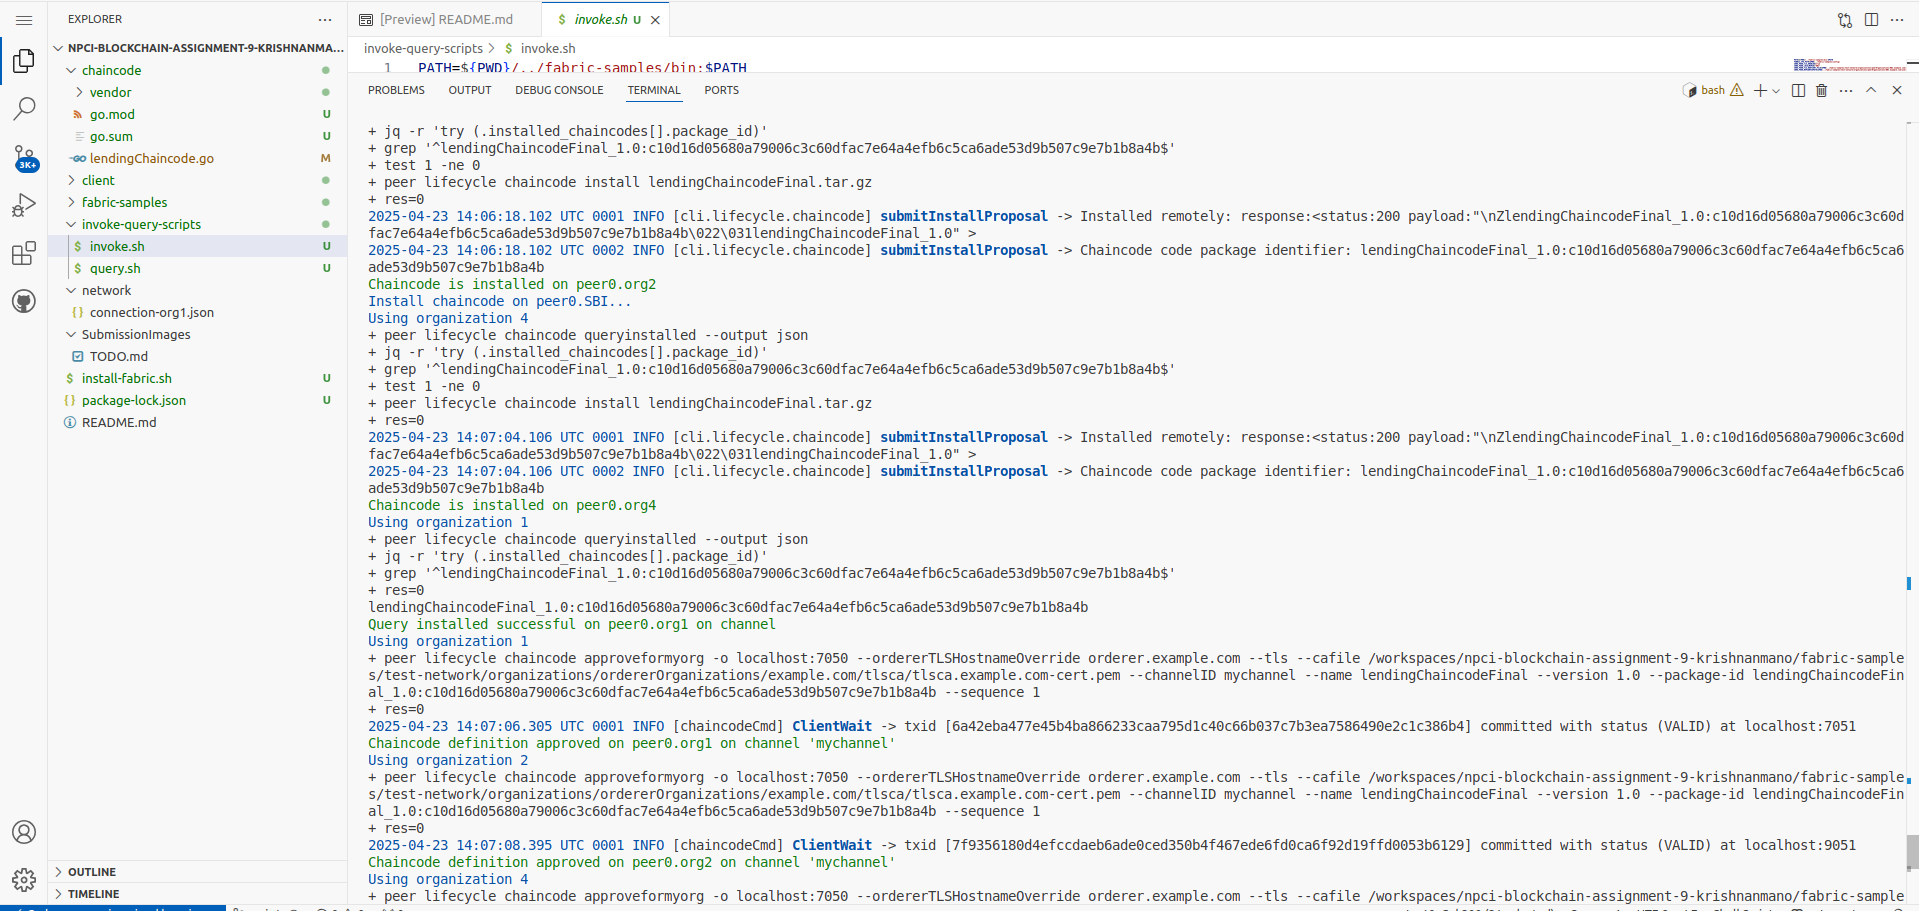 EXPLORER
NPCI-BLOCKCHAIN-ASSIGNMENT-9-KRISHNANMA...
chaincode
vendor
go.mod U
go.sum U
lendingChaincode.go M
client
fabric-samples
invoke-query-scripts
$ invoke.sh U
$ query.sh U
network
{} connection-org1.json
SubmissionImages
TODO.md
$ install-fabric.sh U
{} package-lock.json U
README.md
OUTLINE
TIMELINE
3K+
[Preview] README.md
$ invoke.sh U
invoke-query-scripts > $ invoke.sh
1 PATH=${PWD}/../fabric-samples/bin:$PATH
PROBLEMS OUTPUT DEBUG CONSOLE TERMINAL PORTS
bash
+ jq -r 'try (.installed_chaincodes[].package_id)'
+ grep '^lendingChaincodeFinal_1.0:c10d16d05680a79006c3c60dfac7e64a4efb6c5ca6ade53d9b507c9e7b1b8a4b$'
+ test 1 -ne 0
+ peer lifecycle chaincode install lendingChaincodeFinal.tar.gz
+ res=0
2025-04-23 14:06:18.102 UTC 0001 INFO [cli.lifecycle.chaincode] submitInstallProposal -> Installed remotely: response:<status:200 payload:"\nZlendingChaincodeFinal_1.0:c10d16d05680a79006c3c60d
fac7e64a4efb6c5ca6ade53d9b507c9e7b1b8a4b\022\031lendingChaincodeFinal_1.0" >
2025-04-23 14:06:18.102 UTC 0002 INFO [cli.lifecycle.chaincode] submitInstallProposal -> Chaincode code package identifier: lendingChaincodeFinal_1.0:c10d16d05680a79006c3c60dfac7e64a4efb6c5ca6
ade53d9b507c9e7b1b8a4b
Chaincode is installed on peer0.org2
Install chaincode on peer0.SBI...
Using organization 4
+ peer lifecycle chaincode queryinstalled --output json
+ jq -r 'try (.installed_chaincodes[].package_id)'
+ grep '^lendingChaincodeFinal_1.0:c10d16d05680a79006c3c60dfac7e64a4efb6c5ca6ade53d9b507c9e7b1b8a4b$'
+ test 1 -ne 0
+ peer lifecycle chaincode install lendingChaincodeFinal.tar.gz
+ res=0
2025-04-23 14:07:04.106 UTC 0001 INFO [cli.lifecycle.chaincode] submitInstallProposal -> Installed remotely: response:<status:200 payload:"\nZlendingChaincodeFinal_1.0:c10d16d05680a79006c3c60d
fac7e64a4efb6c5ca6ade53d9b507c9e7b1b8a4b\022\031lendingChaincodeFinal_1.0" >
2025-04-23 14:07:04.106 UTC 0002 INFO [cli.lifecycle.chaincode] submitInstallProposal -> Chaincode code package identifier: lendingChaincodeFinal_1.0:c10d16d05680a79006c3c60dfac7e64a4efb6c5ca6
ade53d9b507c9e7b1b8a4b
Chaincode is installed on peer0.org4
Using organization 1
+ peer lifecycle chaincode queryinstalled --output json
+ jq -r 'try (.installed_chaincodes[].package_id)'
+ grep '^lendingChaincodeFinal_1.0:c10d16d05680a79006c3c60dfac7e64a4efb6c5ca6ade53d9b507c9e7b1b8a4b$'
+ res=0
lendingChaincodeFinal_1.0:c10d16d05680a79006c3c60dfac7e64a4efb6c5ca6ade53d9b507c9e7b1b8a4b
Query installed successful on peer0.org1 on channel
Using organization 1
+ peer lifecycle chaincode approveformyorg -o localhost:7050 --ordererTLSHostnameOverride orderer.example.com --tls --cafile /workspaces/npci-blockchain-assignment-9-krishnanmano/fabric-sample
s/test-network/organizations/ordererOrganizations/example.com/tlsca/tlsca.example.com-cert.pem --channelID mychannel --name lendingChaincodeFinal --version 1.0 --package-id lendingChaincodeFin
al_1.0:c10d16d05680a79006c3c60dfac7e64a4efb6c5ca6ade53d9b507c9e7b1b8a4b --sequence 1
+ res=0
2025-04-23 14:07:06.305 UTC 0001 INFO [chaincodeCmd] ClientWait -> txid [6a42eba477e45b4ba866233caa795d1c40c66b037c7b3ea7586490e2c1c386b4] committed with status (VALID) at localhost:7051
Chaincode definition approved on peer0.org1 on channel 'mychannel'
Using organization 2
+ peer lifecycle chaincode approveformyorg -o localhost:7050 --ordererTLSHostnameOverride orderer.example.com --tls --cafile /workspaces/npci-blockchain-assignment-9-krishnanmano/fabric-sample
s/test-network/organizations/ordererOrganizations/example.com/tlsca/tlsca.example.com-cert.pem --channelID mychannel --name lendingChaincodeFinal --version 1.0 --package-id lendingChaincodeFin
al_1.0:c10d16d05680a79006c3c60dfac7e64a4efb6c5ca6ade53d9b507c9e7b1b8a4b --sequence 1
+ res=0
2025-04-23 14:07:08.395 UTC 0001 INFO [chaincodeCmd] ClientWait -> txid [7f9356180d4efccdaeb6ade0ced350b4f467ede6fd0ca6f92d19ffd0053b6129] committed with status (VALID) at localhost:9051
Chaincode definition approved on peer0.org2 on channel 'mychannel'
Using organization 4
+ peer lifecycle chaincode approveformyorg -o localhost:7050 --ordererTLSHostnameOverride orderer.example.com --tls --cafile /workspaces/npci-blockchain-assignment-9-krishnanmano/fabric-sample